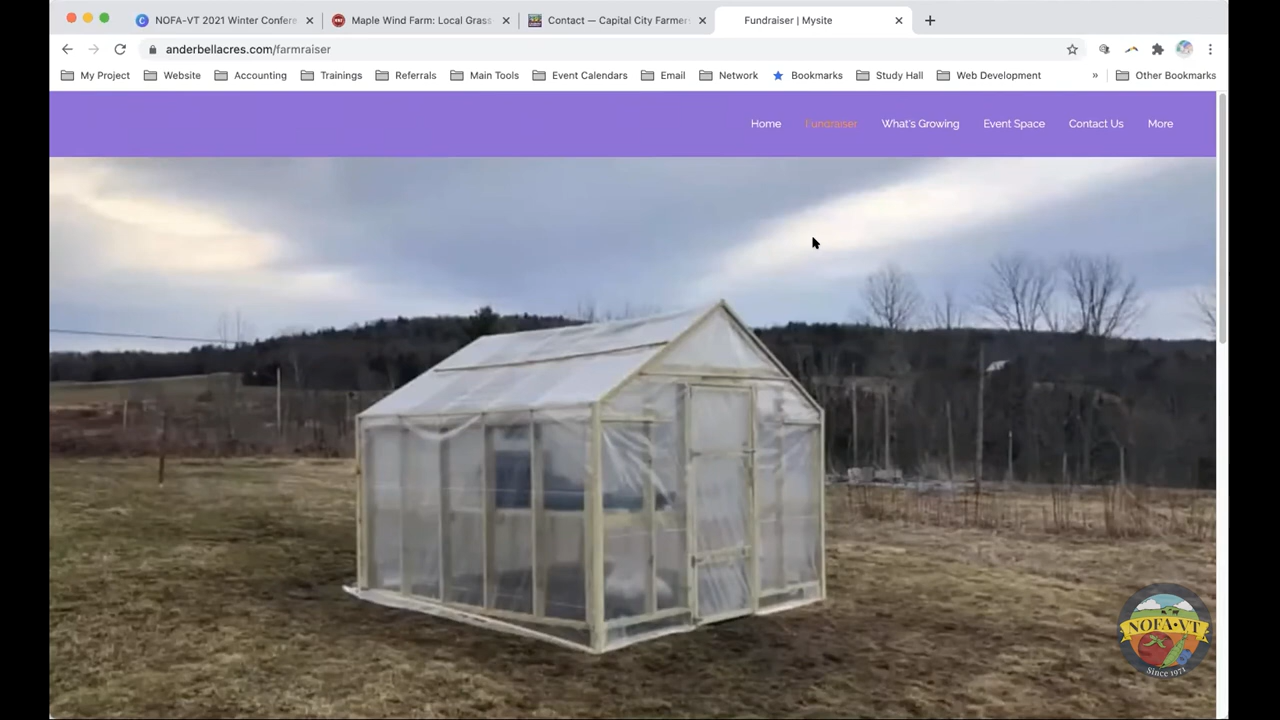 NOFA-VT 2021 Winter Confere
Maple Wind Farm: Local Grass
Contact — Capital City Farmer
Fundraiser | Mysite
anderbellacres.com/farmraiser
My Project
Website
Accounting
Trainings
Referrals
Main Tools
Event Calendars
Email
Network
Bookmarks
Study Hall
Web Development
»
Other Bookmarks
Home
Fundraiser
What's Growing
Event Space
Contact Us
More
NOFA·VT
Since 1971